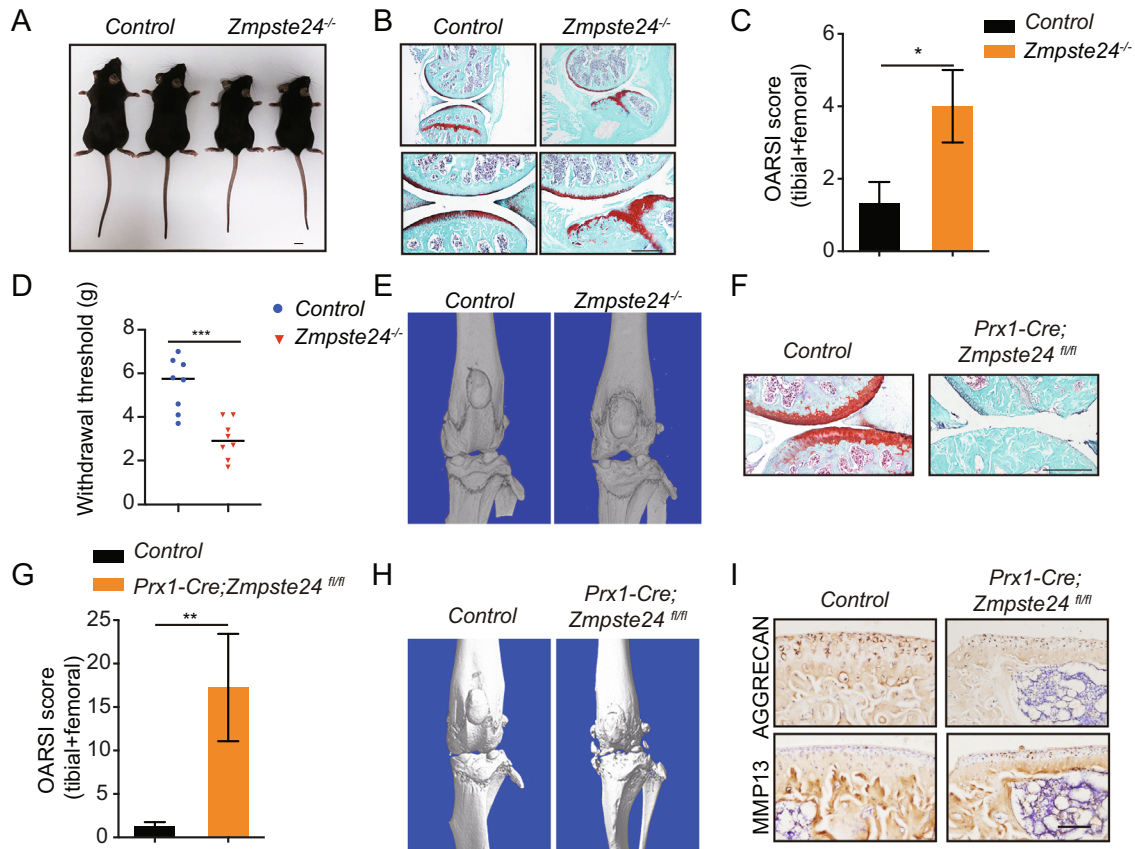 A
Control
Zmpste24-/-
B
Control
Zmpste24-/-
C
Control
Zmpste24-/-
OARSI score
(tibial+femoral)
6
4
2
0
*
D
Withdrawal threshold (g)
8
6
4
2
0
***
Control
Zmpste24-/-
E
Control
Zmpste24-/-
F
Control
Prx1-Cre;
Zmpste24 fl/fl
G
Control
Prx1-Cre;Zmpste24 fl/fl
OARSI score
(tibial+femoral)
25
20
15
10
5
0
**
H
Control
Prx1-Cre;
Zmpste24 fl/fl
I
Control
Prx1-Cre;
Zmpste24 fl/fl
AGGRECAN
MMP13